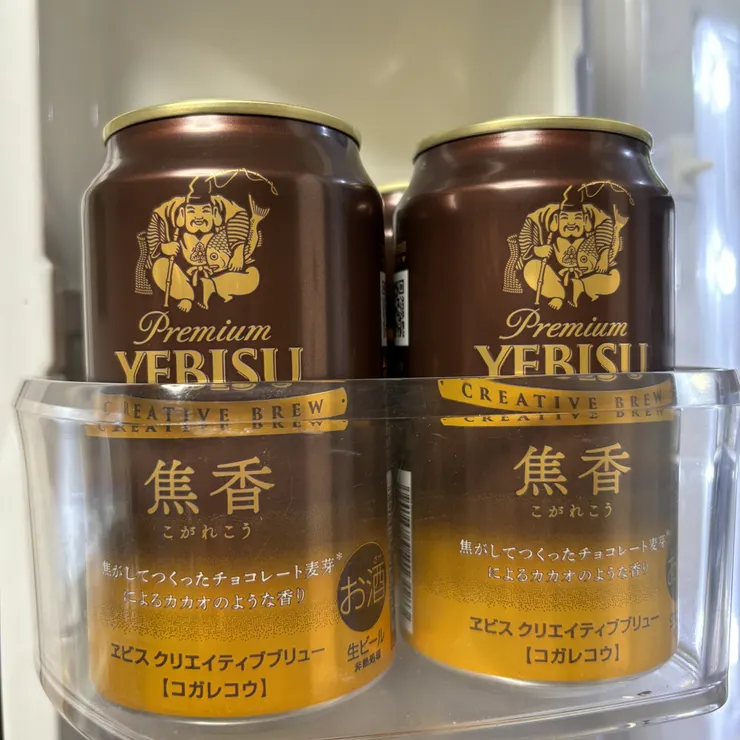 Premium
YEBISU
CREATIVE BREW
焦香
こがれこう
焦がしてつくったチョコレート麦芽*
によるカカオのような香り
お酒
生ビール
非熱処理
ヱビス クリエイティブブリュー
【コガレコウ】
Premium
YEBISU
CREATIVE BREW
焦香
こがれこう
焦がしてつくったチョコレート麦芽*
によるカカオのような香り
ヱビス クリエイティブブリュー
【コガレコウ】